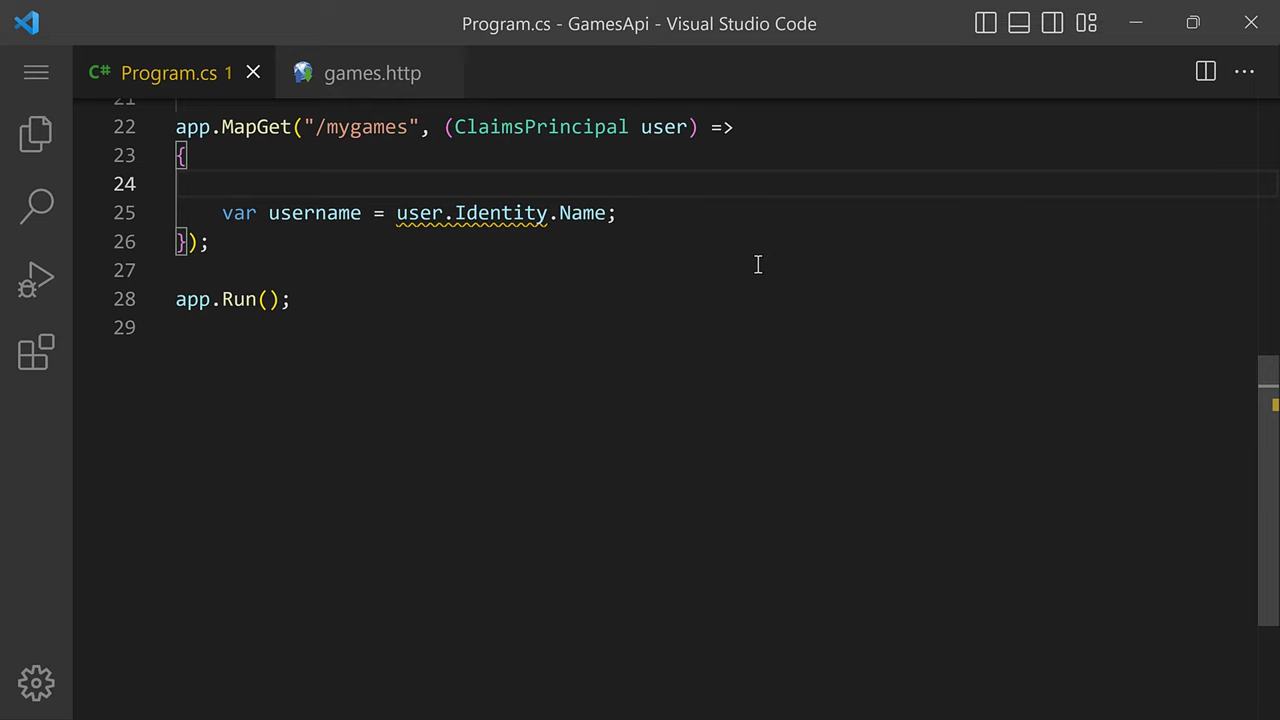 Program.cs - GamesApi - Visual Studio Code
C# Program.cs 1
games.http
21
22 app.MapGet("/mygames", (ClaimsPrincipal user) =>
23 {
24
25 var username = user.Identity.Name;
26 });
27
28 app.Run();
29